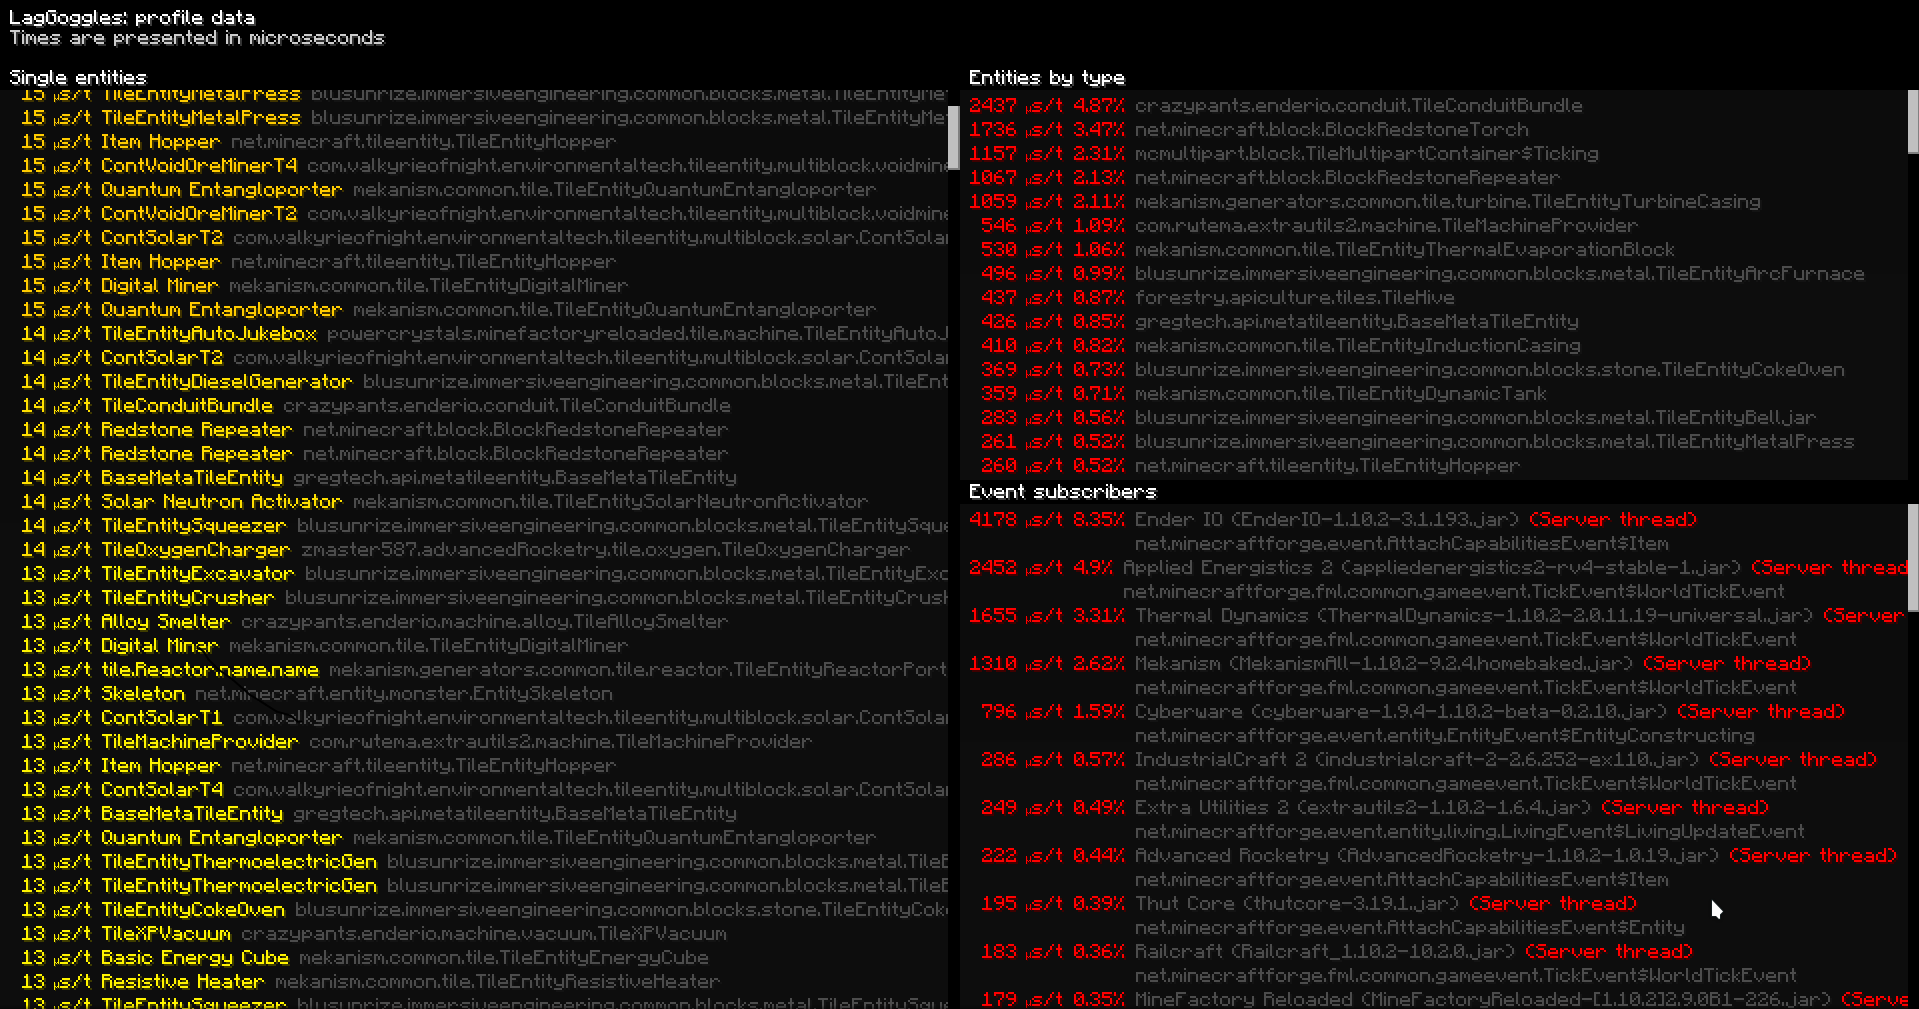 LagGoggles: profile data
Times are presented in microseconds
Single entities
15 µs/t TileEntityMetalPress blusunrize.immersiveengineering.common.blocks.metal.TileEntityMe
15 µs/t TileEntityMetalPress blusunrize.immersiveengineering.common.blocks.metal.TileEntityMe
15 µs/t Item Hopper net.minecraft.tileentity.TileEntityHopper
15 µs/t ContVoidOreMinerT4 com.valkyrieofnight.environmentaltech.tileentity.multiblock.voidmine
15 µs/t Quantum Entangloporter mekanism.common.tile.TileEntityQuantumEntangloporter
15 µs/t ContVoidOreMinerT2 com.valkyrieofnight.environmentaltech.tileentity.multiblock.voidmine
15 µs/t ContSolarT2 com.valkyrieofnight.environmentaltech.tileentity.multiblock.solar.ContSolar
15 µs/t Item Hopper net.minecraft.tileentity.TileEntityHopper
15 µs/t Digital Miner mekanism.common.tile.TileEntityDigitalMiner
15 µs/t Quantum Entangloporter mekanism.common.tile.TileEntityQuantumEntangloporter
14 µs/t TileEntityAutoJukebox powercrystals.minefactoryreloaded.tile.machine.TileEntityAutoJ
14 µs/t ContSolarT2 com.valkyrieofnight.environmentaltech.tileentity.multiblock.solar.ContSolar
14 µs/t TileEntityDieselGenerator blusunrize.immersiveengineering.common.blocks.metal.TileEnt
14 µs/t TileConduitBundle crazypants.enderio.conduit.TileConduitBundle
14 µs/t Redstone Repeater net.minecraft.block.BlockRedstoneRepeater
14 µs/t Redstone Repeater net.minecraft.block.BlockRedstoneRepeater
14 µs/t BaseMetaTileEntity gregtech.api.metatileentity.BaseMetaTileEntity
14 µs/t Solar Neutron Activator mekanism.common.tile.TileEntitySolarNeutronActivator
14 µs/t TileEntitySqueezer blusunrize.immersiveengineering.common.blocks.metal.TileEntitySque
14 µs/t TileOxygenCharger zmaster587.advancedRocketry.tile.oxygen.TileOxygenCharger
13 µs/t TileEntityExcavator blusunrize.immersiveengineering.common.blocks.metal.TileEntityExc
13 µs/t TileEntityCrusher blusunrize.immersiveengineering.common.blocks.metal.TileEntityCrush
13 µs/t Alloy Smelter crazypants.enderio.machine.alloy.TileAlloySmelter
13 µs/t Digital Miner mekanism.common.tile.TileEntityDigitalMiner
13 µs/t tile.Reactor.name.name mekanism.generators.common.tile.reactor.TileEntityReactorPort
13 µs/t Skeleton net.minecraft.entity.monster.EntitySkeleton
13 µs/t ContSolarT1 com.valkyrieofnight.environmentaltech.tileentity.multiblock.solar.ContSolar
13 µs/t TileMachineProvider com.rwtema.extrautils2.machine.TileMachineProvider
13 µs/t Item Hopper net.minecraft.tileentity.TileEntityHopper
13 µs/t ContSolarT4 com.valkyrieofnight.environmentaltech.tileentity.multiblock.solar.ContSolar
13 µs/t BaseMetaTileEntity gregtech.api.metatileentity.BaseMetaTileEntity
13 µs/t Quantum Entangloporter mekanism.common.tile.TileEntityQuantumEntangloporter
13 µs/t TileEntityThermoelectricGen blusunrize.immersiveengineering.common.blocks.metal.TileE
13 µs/t TileEntityThermoelectricGen blusunrize.immersiveengineering.common.blocks.metal.TileE
13 µs/t TileEntityCokeOven blusunrize.immersiveengineering.common.blocks.stone.TileEntityCok
13 µs/t TileXPVacuum crazypants.enderio.machine.vacuum.TileXPVacuum
13 µs/t Basic Energy Cube mekanism.common.tile.TileEntityEnergyCube
13 µs/t Resistive Heater mekanism.common.tile.TileEntityResistiveHeater
13 µs/t TileEntitySqueezer blusunrize.immersiveengineering.common.blocks.metal.TileEntitySque
Entities by type
2437 µs/t 4.87% crazypants.enderio.conduit.TileConduitBundle
1736 µs/t 3.47% net.minecraft.block.BlockRedstoneTorch
1157 µs/t 2.31% mcmultipart.block.TileMultipartContainer$Ticking
1067 µs/t 2.13% net.minecraft.block.BlockRedstoneRepeater
1059 µs/t 2.11% mekanism.generators.common.tile.turbine.TileEntityTurbineCasing
546 µs/t 1.09% com.rwtema.extrautils2.machine.TileMachineProvider
530 µs/t 1.06% mekanism.common.tile.TileEntityThermalEvaporationBlock
496 µs/t 0.99% blusunrize.immersiveengineering.common.blocks.metal.TileEntityArcFurnace
437 µs/t 0.87% forestry.apiculture.tiles.TileHive
426 µs/t 0.85% gregtech.api.metatileentity.BaseMetaTileEntity
410 µs/t 0.82% mekanism.common.tile.TileEntityInductionCasing
369 µs/t 0.73% blusunrize.immersiveengineering.common.blocks.stone.TileEntityCokeOven
359 µs/t 0.71% mekanism.common.tile.TileEntityDynamicTank
283 µs/t 0.56% blusunrize.immersiveengineering.common.blocks.metal.TileEntityBelljar
261 µs/t 0.52% blusunrize.immersiveengineering.common.blocks.metal.TileEntityMetalPress
260 µs/t 0.52% net.minecraft.tileentity.TileEntityHopper
Event subscribers
4178 µs/t 8.35% Ender IO (EnderIO-1.10.2-3.1.193.jar) (Server thread)
net.minecraftforge.event.AttachCapabilitiesEvent$Item
2452 µs/t 4.9% Applied Energistics 2 (appliedenergistics2-rv4-stable-1.jar) (Server thread
net.minecraftforge.fml.common.gameevent.TickEvent$WorldTickEvent
1655 µs/t 3.31% Thermal Dynamics (ThermalDynamics-1.10.2-2.0.11.19-universal.jar) (Server
net.minecraftforge.fml.common.gameevent.TickEvent$WorldTickEvent
1310 µs/t 2.62% Mekanism (MekanismAll-1.10.2-9.2.4.homebaked.jar) (Server thread)
net.minecraftforge.fml.common.gameevent.TickEvent$WorldTickEvent
796 µs/t 1.59% Cyberware (cyberware-1.9.4-1.10.2-beta-0.2.10.jar) (Server thread)
net.minecraftforge.event.entity.EntityEvent$EntityConstructing
286 µs/t 0.57% IndustrialCraft 2 (industrialcraft-2-2.6.252-ex110.jar) (Server thread)
net.minecraftforge.fml.common.gameevent.TickEvent$WorldTickEvent
249 µs/t 0.49% Extra Utilities 2 (extrautils2-1.10.2-1.6.4.jar) (Server thread)
net.minecraftforge.event.entity.living.LivingEvent$LivingUpdateEvent
222 µs/t 0.44% Advanced Rocketry (AdvancedRocketry-1.10.2-1.0.19.jar) (Server thread)
net.minecraftforge.event.AttachCapabilitiesEvent$Item
195 µs/t 0.39% Thut Core (thutcore-3.19.1.jar) (Server thread)
net.minecraftforge.event.AttachCapabilitiesEvent$Entity
183 µs/t 0.36% Railcraft (Railcraft_1.10.2-10.2.0.jar) (Server thread)
net.minecraftforge.fml.common.gameevent.TickEvent$WorldTickEvent
179 µs/t 0.35% MineFactory Reloaded (MineFactoryReloaded-[1.10.2]2.9.0B1-226.jar) (Serve